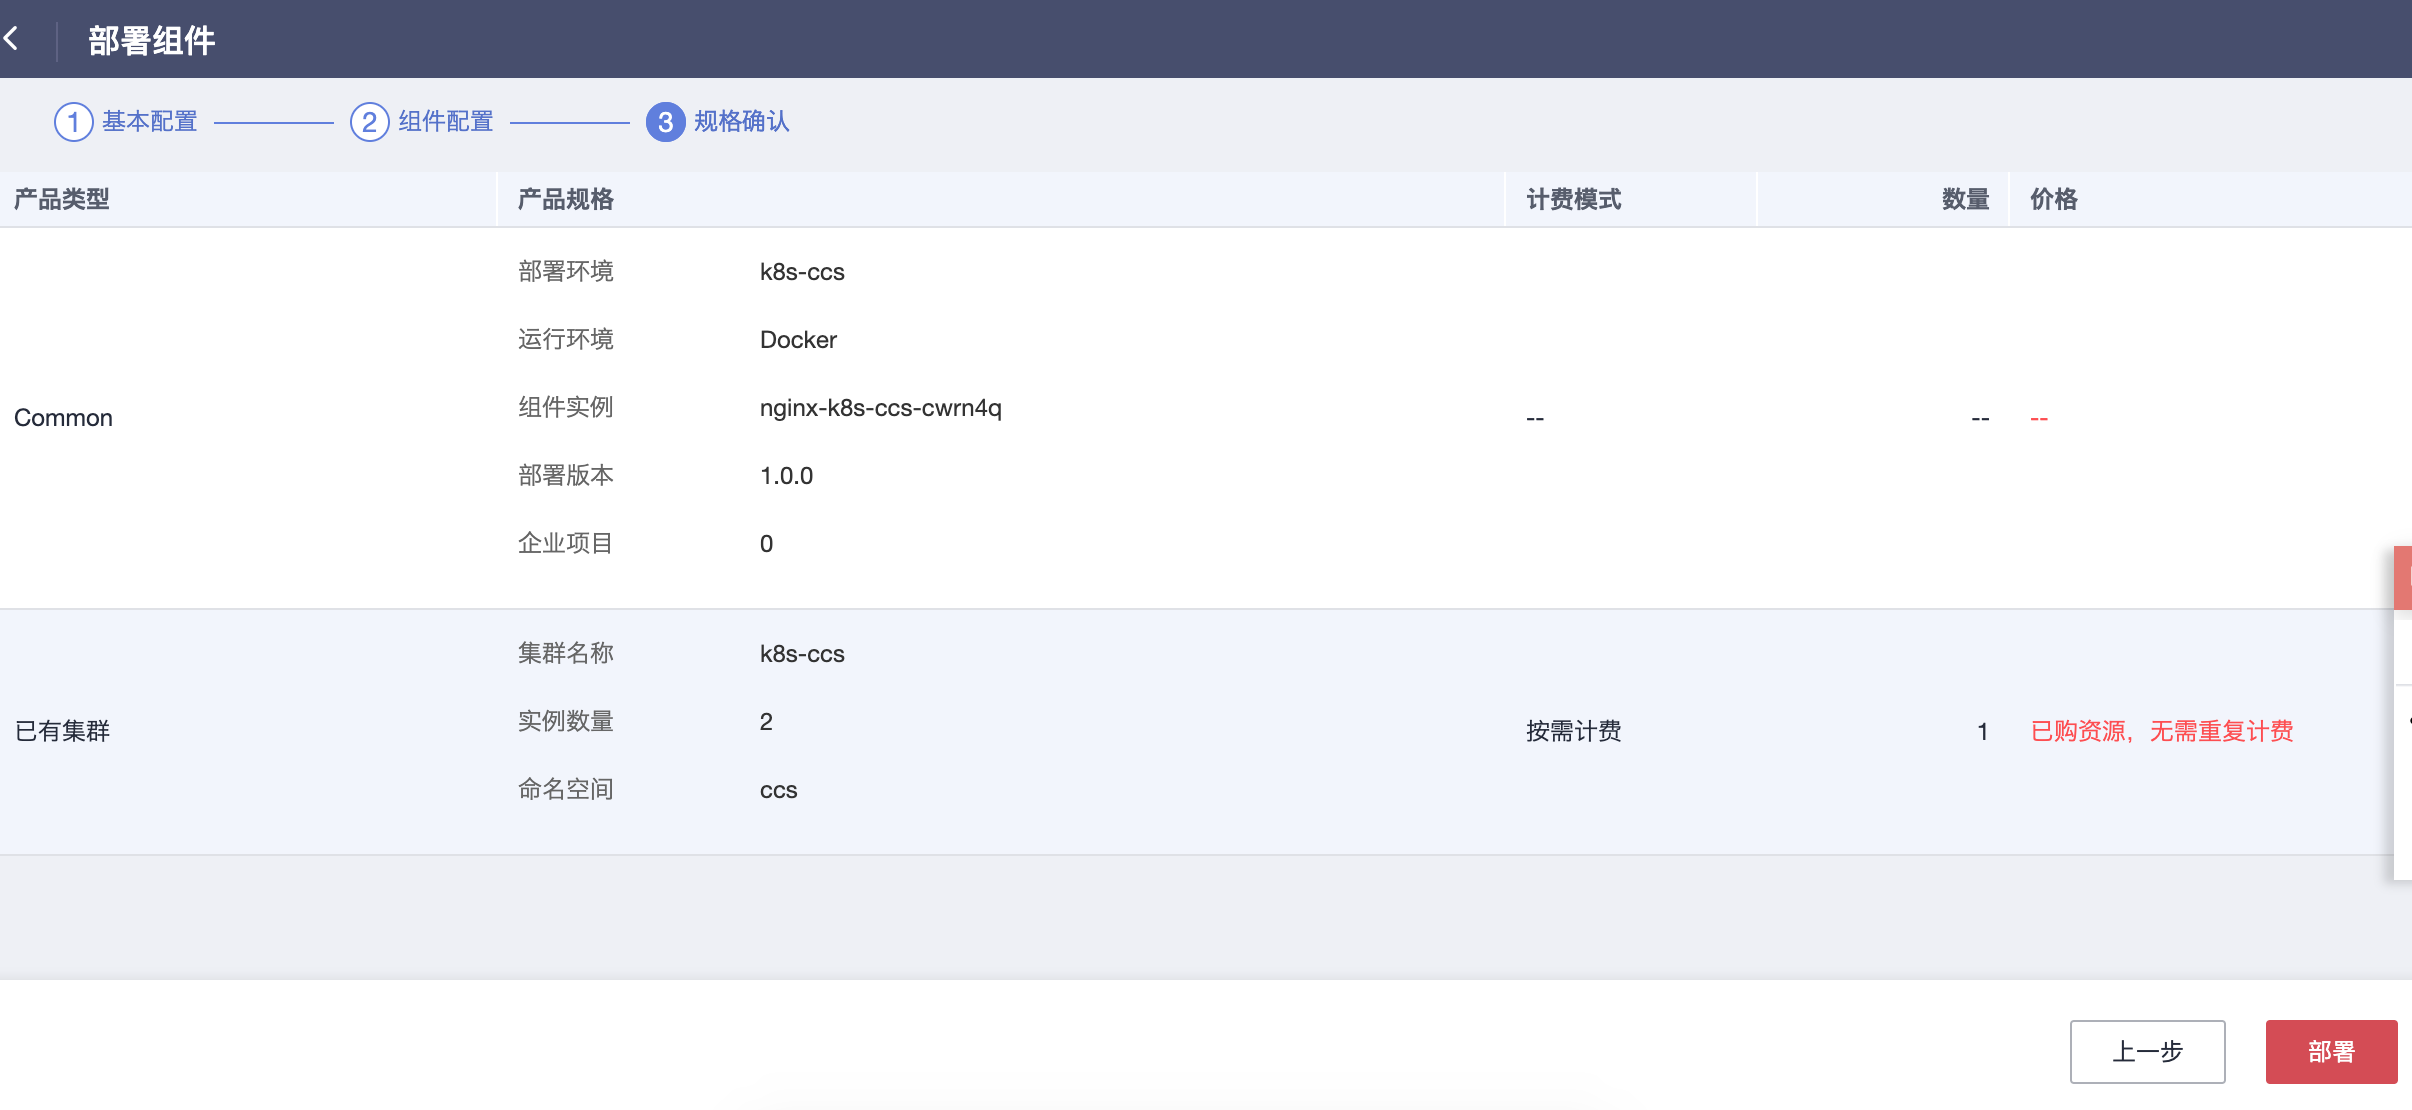 部署组件
1 基本配置 2 组件配置 3 规格确认
产品类型 产品规格 计费模式 数量 价格
部署环境 k8s-ccs
运行环境 Docker
组件实例 nginx-k8s-ccs-cwrn4q
Common -- -- --
部署版本 1.0.0
企业项目 0
集群名称 k8s-ccs
实例数量 2
已有集群 按需计费 1 已购资源，无需重复计费
命名空间 ccs
上一步 部署